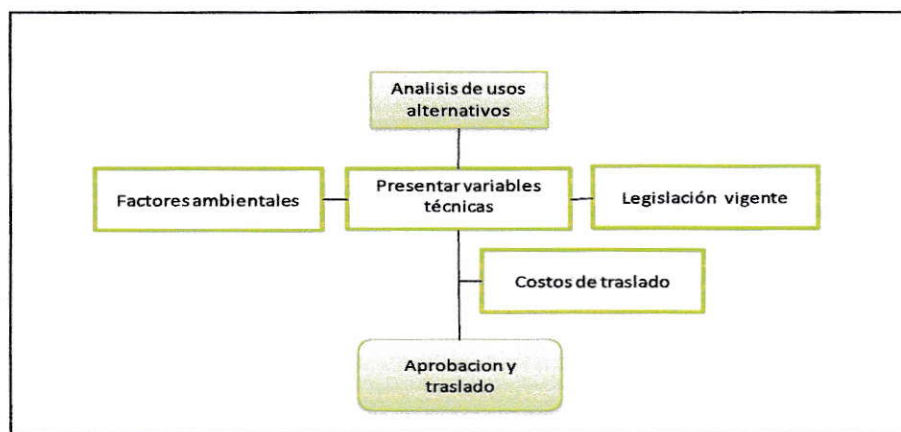 Analisis de usos
alternativos
Factores ambientales
Presentar variables
técnicas
Legislación vigente
Costos de traslado
Aprobacion y
traslado